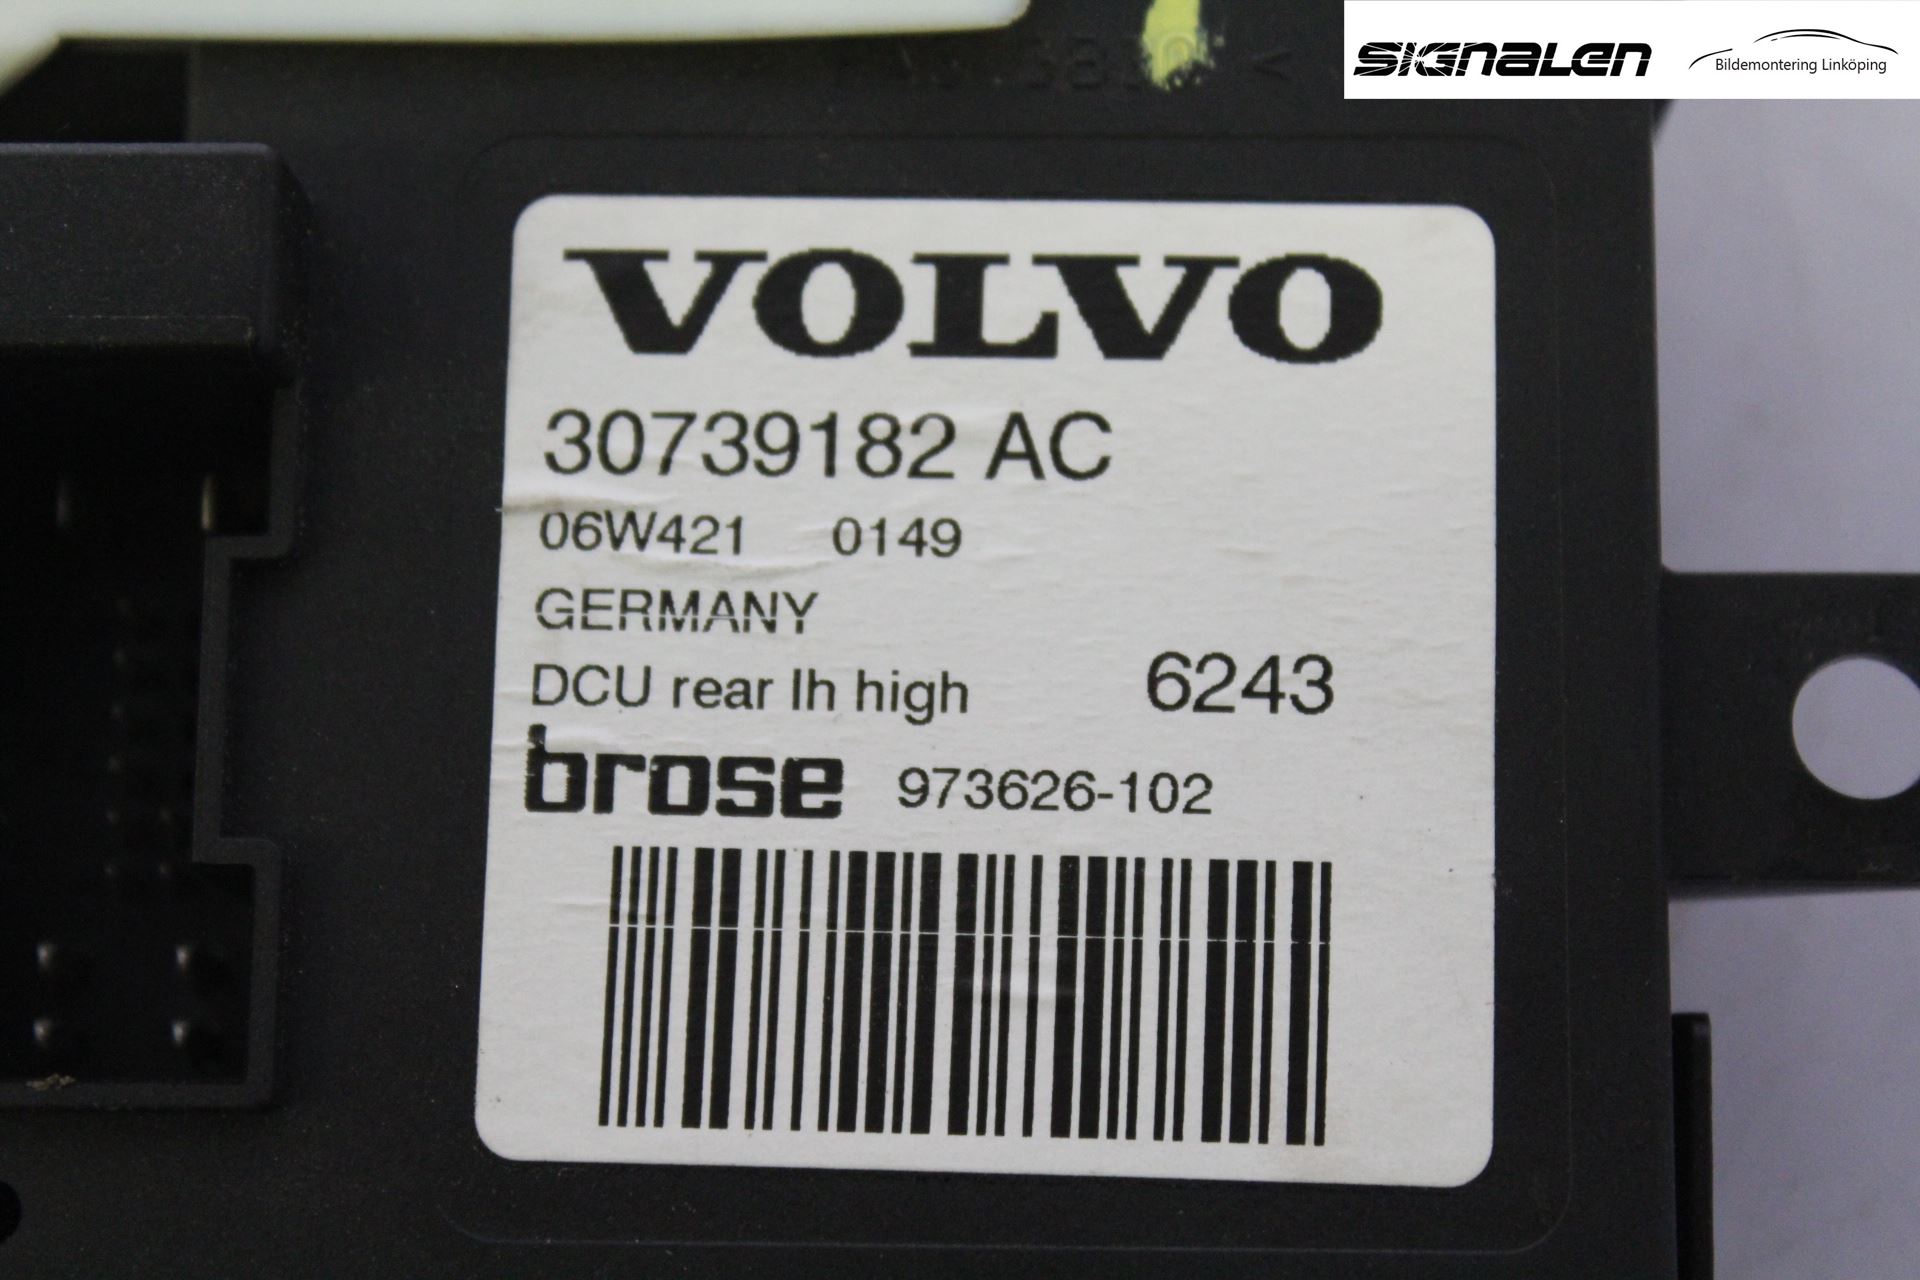 SIGNALEN
Bildemontering Linköping
VOLVO
30739182 AC
06W421 0149
GERMANY
DCU rear lh high 6243
brose 973626-102